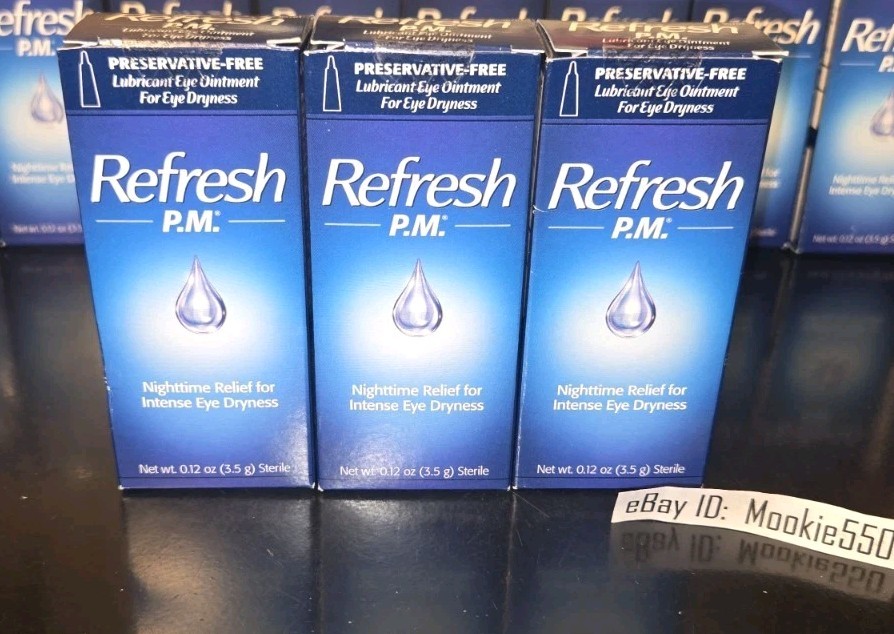 Refresh
P.M.
PRESERVATIVE-FREE
Lubricant Eye Ointment
For Eye Dryness
Refresh
P.M.®
Nighttime Relief for
Intense Eye Dryness
Net wt. 0.12 oz (3.5 g) Sterile
Refresh
P.M.
PRESERVATIVE-FREE
Lubricant Eye Ointment
For Eye Dryness
Refresh
P.M.®
Nighttime Relief for
Intense Eye Dryness
Net wt. 0.12 oz (3.5 g) Sterile
Refresh
P.M.
PRESERVATIVE-FREE
Lubricant Eye Ointment
For Eye Dryness
Refresh
P.M.®
Nighttime Relief for
Intense Eye Dryness
Net wt. 0.12 oz (3.5 g) Sterile
eBay ID: Mookie550